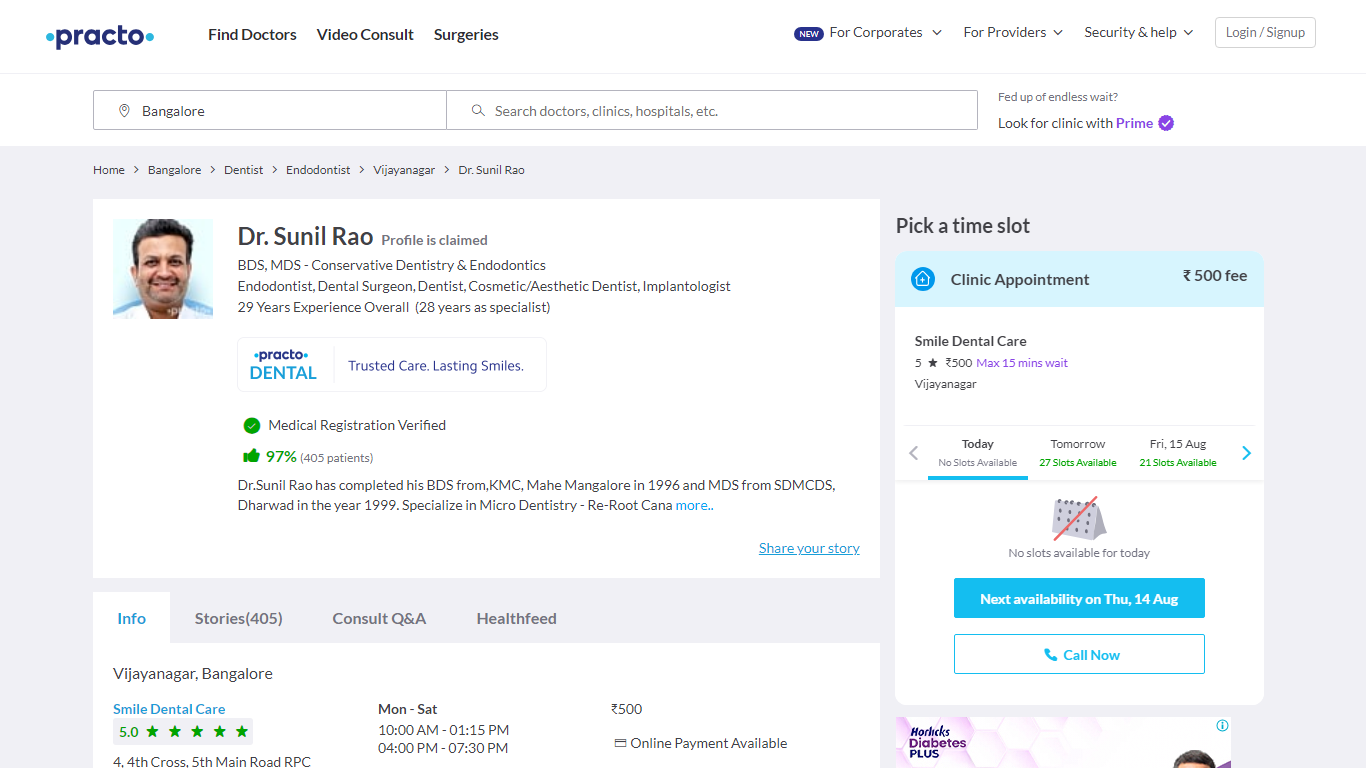 practo
Find Doctors
Video Consult
Surgeries
NEW For Corporates
For Providers
Security & help
Login / Signup
Bangalore
Search doctors, clinics, hospitals, etc.
Fed up of endless wait?
Look for clinic with Prime
Home > Bangalore > Dentist > Endodontist > Vijayanagar > Dr. Sunil Rao
Dr. Sunil Rao Profile is claimed
BDS, MDS - Conservative Dentistry & Endodontics
Endodontist, Dental Surgeon, Dentist, Cosmetic/Aesthetic Dentist, Implantologist
29 Years Experience Overall (28 years as specialist)
practo
DENTAL
Trusted Care. Lasting Smiles.
Medical Registration Verified
97% (405 patients)
Dr.Sunil Rao has completed his BDS from,KMC, Mahe Mangalore in 1996 and MDS from SDMCDS,
Dharwad in the year 1999. Specialize in Micro Dentistry - Re-Root Cana more..
Share your story
Pick a time slot
Clinic Appointment
₹ 500 fee
Smile Dental Care
5 ★ ₹500 Max 15 mins wait
Vijayanagar
Today
No Slots Available
Tomorrow
27 Slots Available
Fri, 15 Aug
21 Slots Available
No slots available for today
Next availability on Thu, 14 Aug
Call Now
Info
Stories(405)
Consult Q&A
Healthfeed
Vijayanagar, Bangalore
Smile Dental Care
5.0 ★ ★ ★ ★ ★
4, 4th Cross, 5th Main Road RPC
Mon - Sat
10:00 AM - 01:15 PM
04:00 PM - 07:30 PM
₹500
Online Payment Available
Horlicks
Diabetes
PLUS